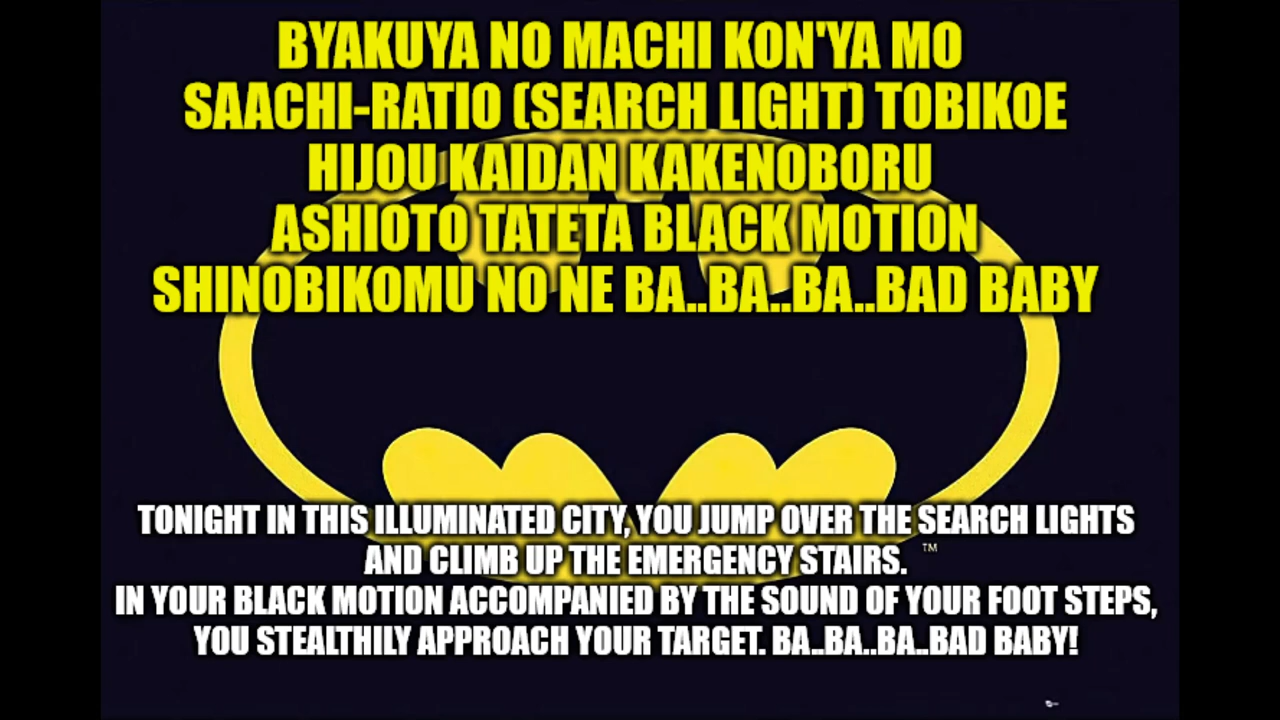 BYAKUYA NO MACHI KON'YA MO
SAACHI-RATIO (SEARCH LIGHT) TOBIKOE
HIJOU KAIDAN KAKENOBORU
ASHIOTO TATETA BLACK MOTION
SHINOBIKOMU NO NE BA..BA..BA..BAD BABY
TONIGHT IN THIS ILLUMINATED CITY, YOU JUMP OVER THE SEARCH LIGHTS
AND CLIMB UP THE EMERGENCY STAIRS.
TM
IN YOUR BLACK MOTION ACCOMPANIED BY THE SOUND OF YOUR FOOT STEPS,
YOU STEALTHILY APPROACH YOUR TARGET. BA..BA..BA..BAD BABY!